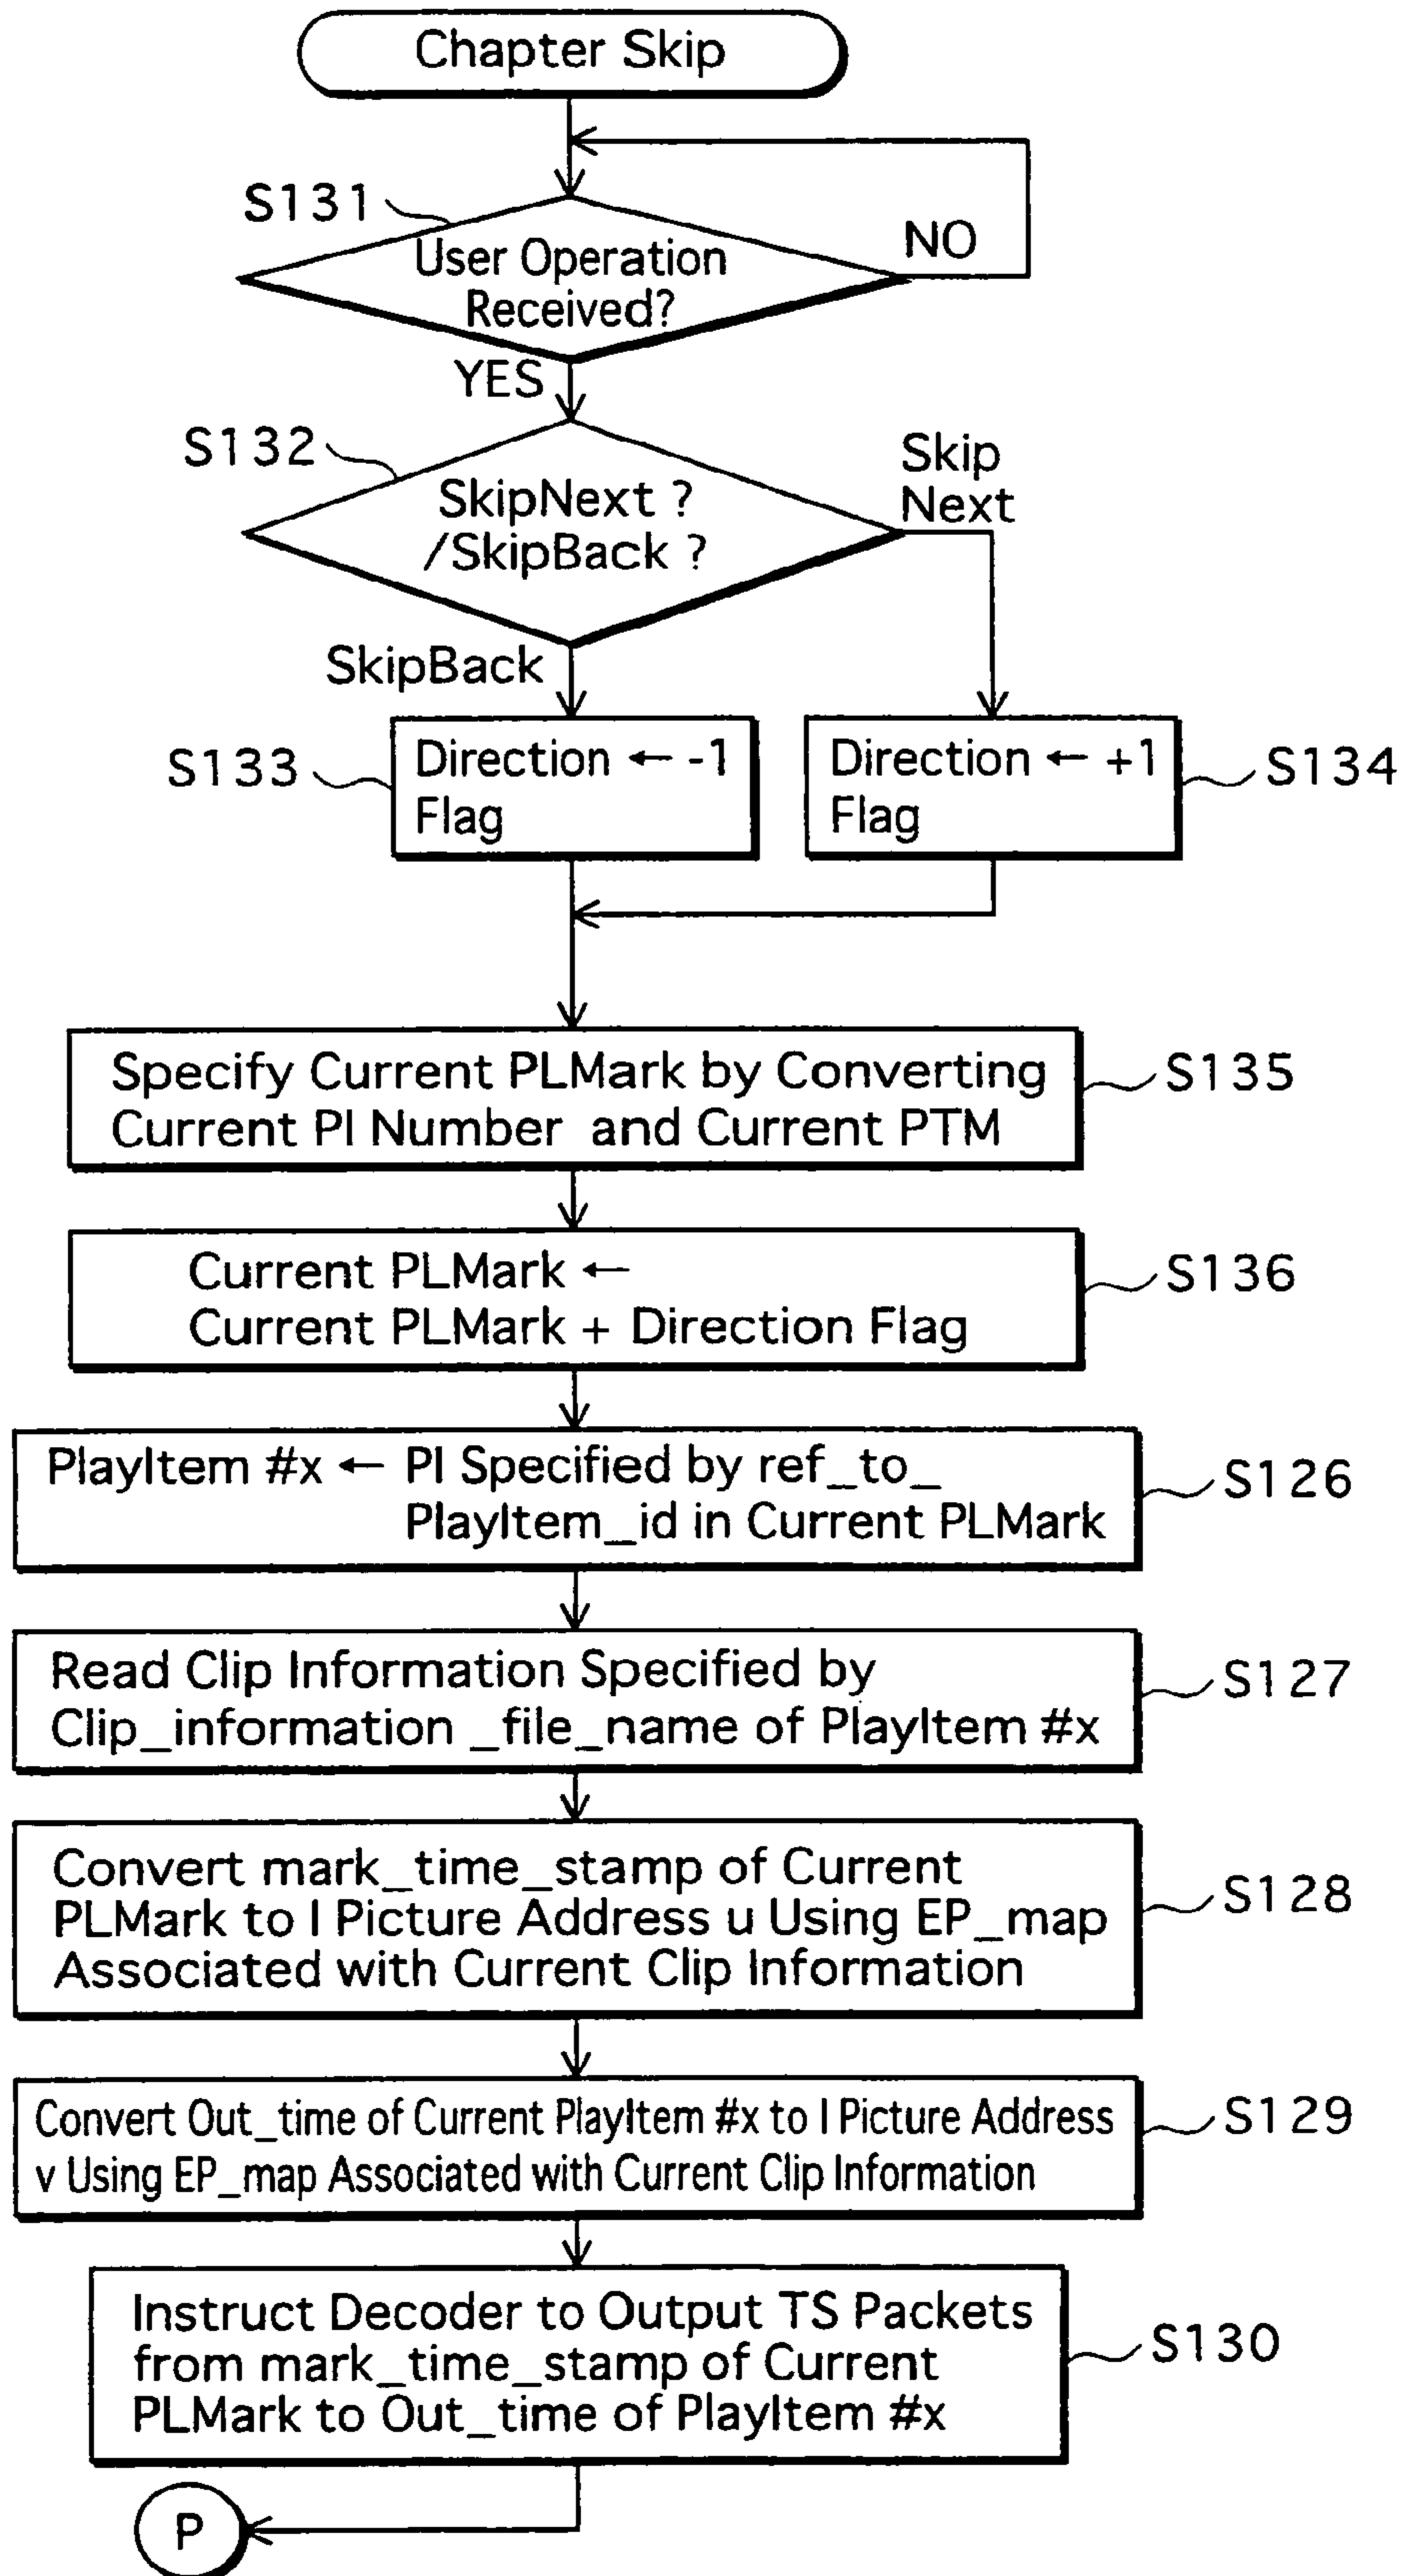 Chapter Skip
S131
User Operation
Received?
NO
YES
S132
SkipNext ?
/SkipBack ?
Skip
Next
SkipBack
S133
Direction ← -1
Flag
Direction ← +1
Flag
S134
Specify Current PLMark by Converting
Current PI Number and Current PTM
S135
Current PLMark ←
Current PLMark + Direction Flag
S136
PlayItem #x ← PI Specified by ref_to_
PlayItem_id in Current PLMark
S126
Read Clip Information Specified by
Clip_information _file_name of PlayItem #x
S127
Convert mark_time_stamp of Current
PLMark to I Picture Address u Using EP_map
Associated with Current Clip Information
S128
Convert Out_time of Current PlayItem #x to I Picture Address
v Using EP_map Associated with Current Clip Information
S129
Instruct Decoder to Output TS Packets
from mark_time_stamp of Current
PLMark to Out_time of PlayItem #x
S130
P